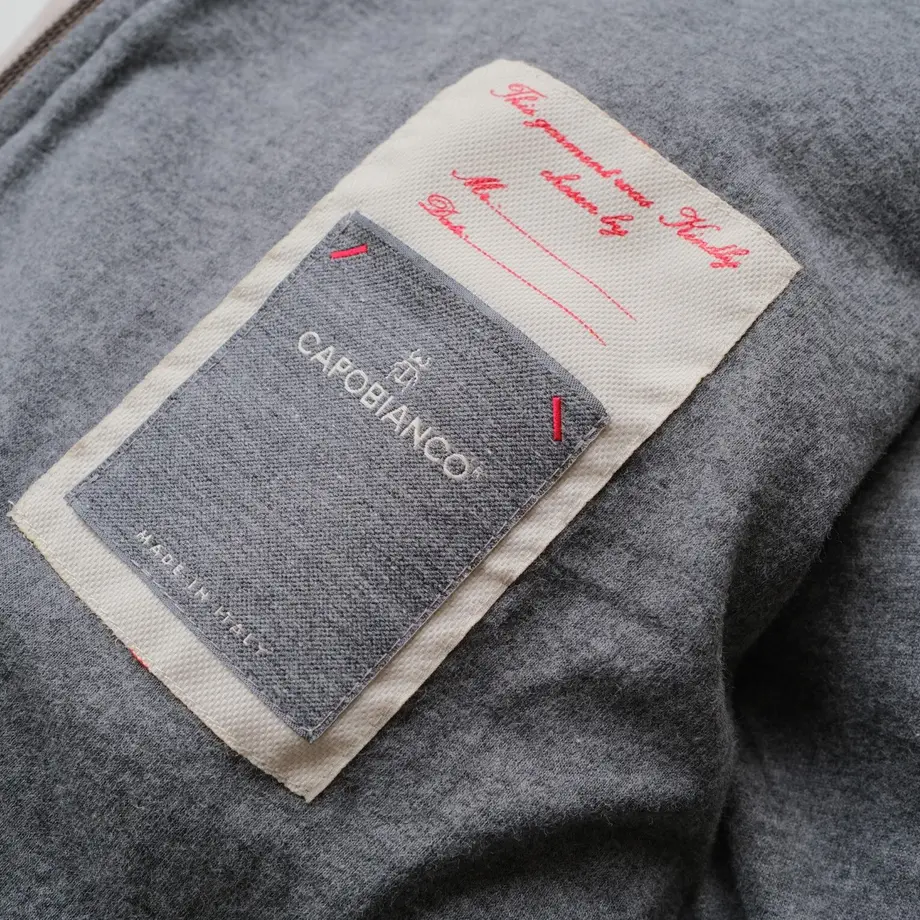 This garment was Kindly
chosen by
Mr.
Date
CAPOBIANCO
MADE IN ITALY